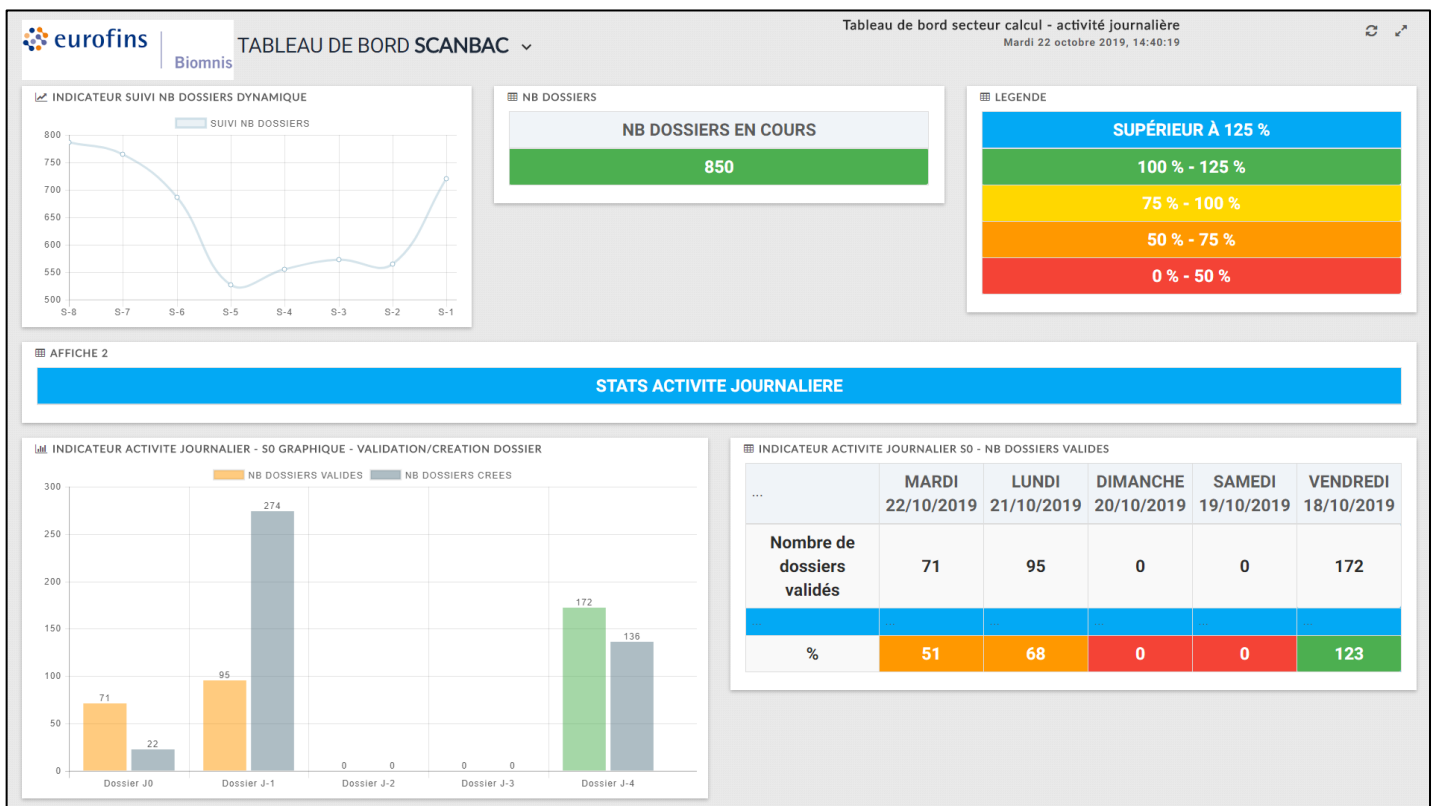 eurofins
Biomnis
TABLEAU DE BORD SCANBAC
Tableau de bord secteur calcul - activité journalière
Mardi 22 octobre 2019, 14:40:19
INDICATEUR SUIVI NB DOSSIERS DYNAMIQUE
SUIVI NB DOSSIERS
800
750
700
650
600
550
500
S-8 S-7 S-6 S-5 S-4 S-3 S-2 S-1
NB DOSSIERS
NB DOSSIERS EN COURS
850
LEGENDE
SUPÉRIEUR À 125 %
100 % - 125 %
75 % - 100 %
50 % - 75 %
0 % - 50 %
AFFICHE 2
STATS ACTIVITE JOURNALIERE
INDICATEUR ACTIVITE JOURNALIER - S0 GRAPHIQUE - VALIDATION/CREATION DOSSIER
NB DOSSIERS VALIDES NB DOSSIERS CREES
300
274
250
200
172
150
136
100
95
71
50
22
0
0 0 0 0
Dossier J0 Dossier J-1 Dossier J-2 Dossier J-3 Dossier J-4
INDICATEUR ACTIVITE JOURNALIER S0 - NB DOSSIERS VALIDES
... MARDI LUNDI DIMANCHE SAMEDI VENDREDI
22/10/2019 21/10/2019 20/10/2019 19/10/2019 18/10/2019
Nombre de
dossiers 71 95 0 0 172
validés
... ... ... ... ... ...
% 51 68 0 0 123